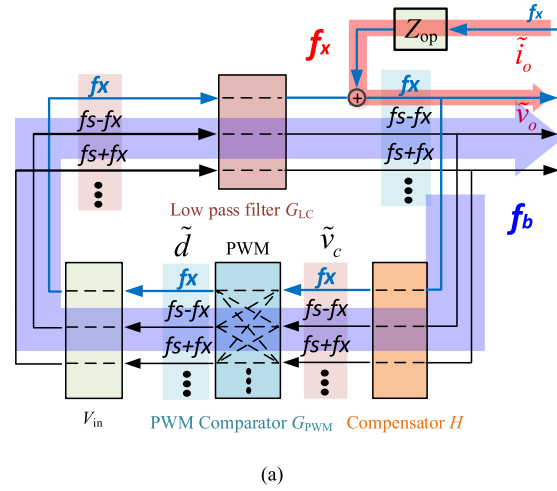 fx
Zop
fx
ĩo
fx
fx
fs-fx
fs-fx
ṽo
fs+fx
fs+fx
Low pass filter GLC
fb
d̃
PWM
ṽc
fx
fx
fs-fx
fs-fx
fs+fx
fs+fx
Vin
PWM Comparator GPWM
Compensator H
(a)